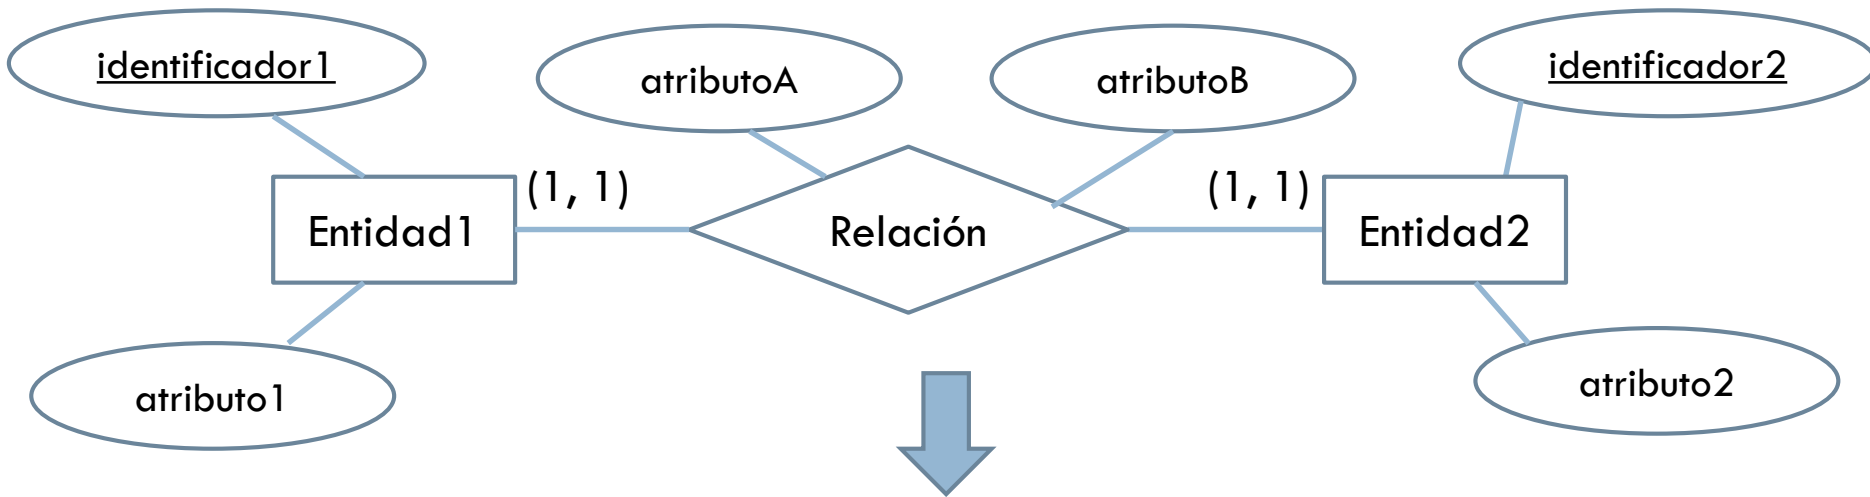 identificador1
atributoA
atributoB
identificador2
(1, 1)
(1, 1)
Entidad1
Relación
Entidad2
atributo1
atributo2